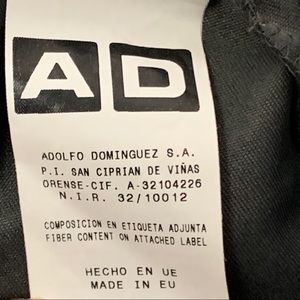 AD
ADOLFO DOMINGUEZ S.A.
P.I. SAN CIPRIAN DE VIÑAS
ORENSE-CIF. A-32104226
N.I.R. 32/10012
COMPOSICION EN ETIQUETA ADJUNTA
FIBER CONTENT ON ATTACHED LABEL
HECHO EN UE
MADE IN EU